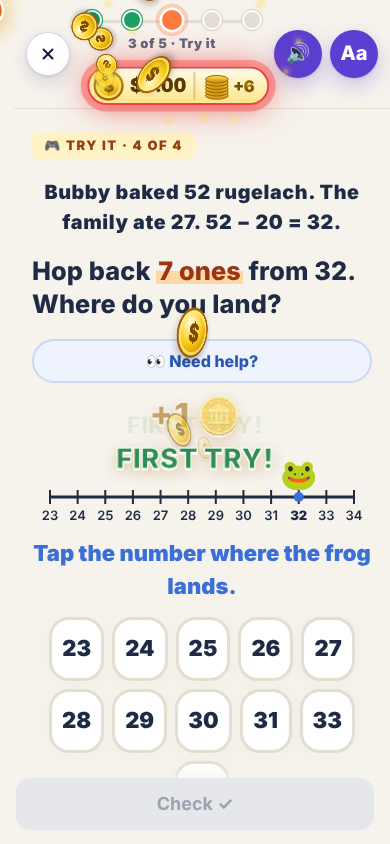 3 of 5 · Try it
Aa
+6
🎮 TRY IT · 4 OF 4
Bubby baked 52 rugelach. The
family ate 27. 52 − 20 = 32.
Hop back 7 ones from 32.
Where do you land?
👀 Need help?
+1
FIRST TRY!
FIRST TRY!
23 24 25 26 27 28 29 30 31 32 33 34
Tap the number where the frog
lands.
23 24 25 26 27
28 29 30 31 33
Check ✓